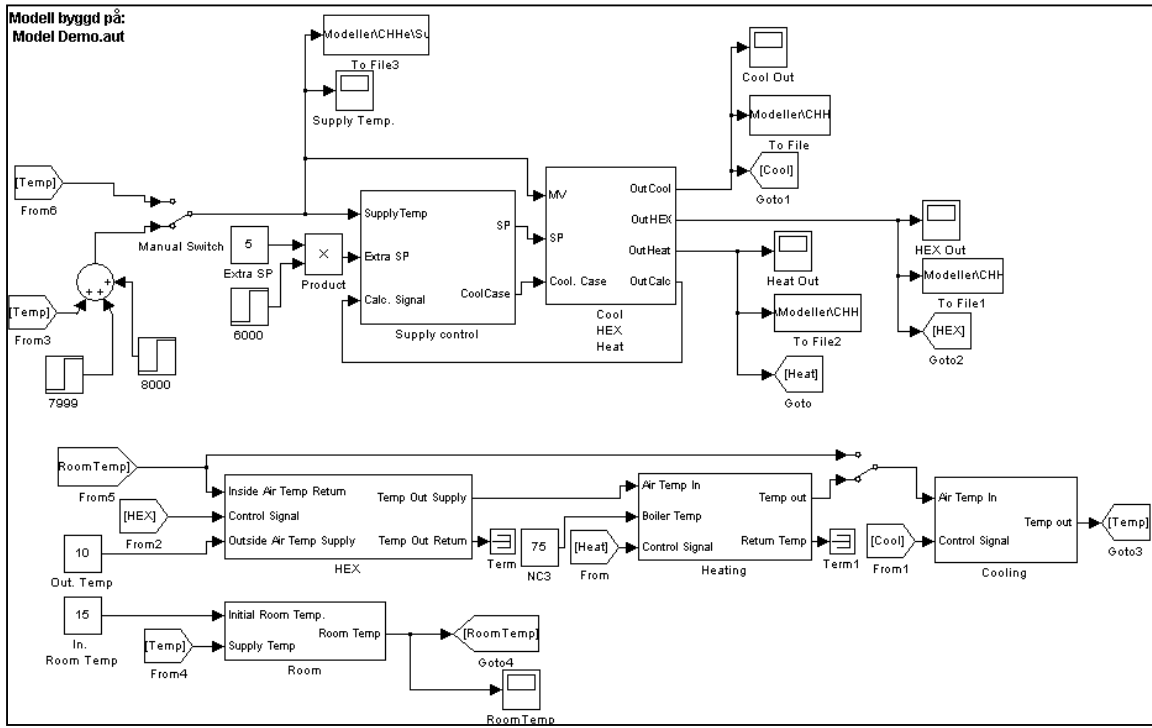 Modell byggd på:
Model Demo.aut
Modeller\CHHe\Su
To File3
Supply Temp.
Cool Out
Modeller\CHH
To File
[Cool]
Goto1
[Temp]
From6
Manual Switch
[Temp]
From3
7999
8000
5
Extra SP
6000
×
Product
SupplyTemp
Extra SP
Calc. Signal
SP
CoolCase
Supply control
MV
SP
Cool. Case
OutCool
OutHEX
OutHeat
OutCalc
Cool
HEX
Heat
Heat Out
Modeller\CHH
To File2
[Heat]
Goto
HEX Out
Modeller\CHH
To File1
[HEX]
Goto2
RoomTemp]
From5
[HEX]
From2
10
Out. Temp
Inside Air Temp Return
Control Signal
Outside Air Temp Supply
Temp Out Supply
Temp Out Return
HEX
Term
75
NC3
[Heat]
From
Air Temp In
Boiler Temp
Control Signal
Temp out
Return Temp
Heating
Term1
[Cool]
From1
Air Temp In
Control Signal
Temp out
Cooling
[Temp]
Goto3
15
In.
Room Temp
[Temp]
From4
Initial Room Temp.
Supply Temp
Room Temp
Room
[RoomTemp]
Goto4
RoomTemp